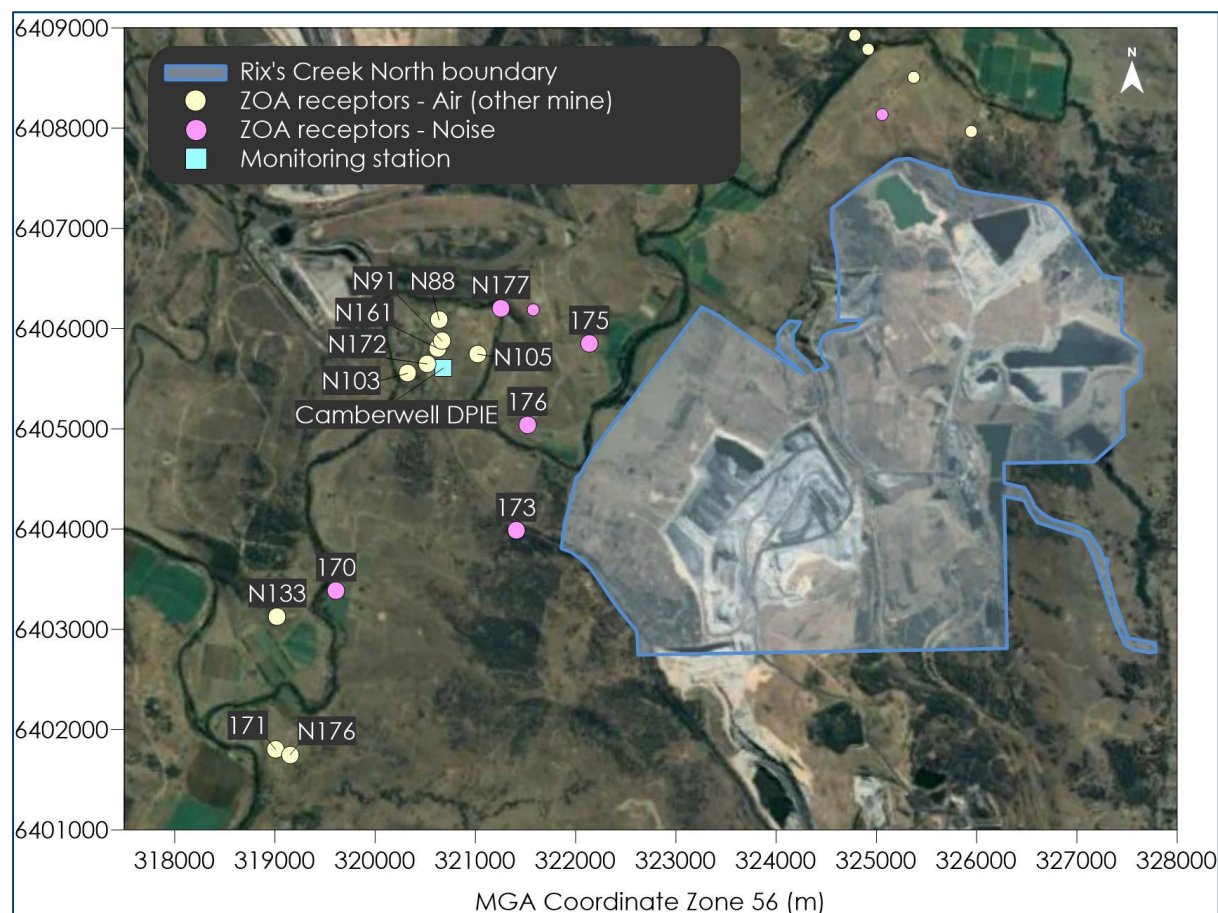 6409000
6408000
6407000
6406000
6405000
6404000
6403000
6402000
6401000
Rix's Creek North boundary
ZOA receptors - Air (other mine)
ZOA receptors - Noise
Monitoring station
N
N91 N88 N177
N161
175
N172
N105
N103
Camberwell DPIE
176
173
170
N133
171 N176
318000 319000 320000 321000 322000 323000 324000 325000 326000 327000 328000
MGA Coordinate Zone 56 (m)